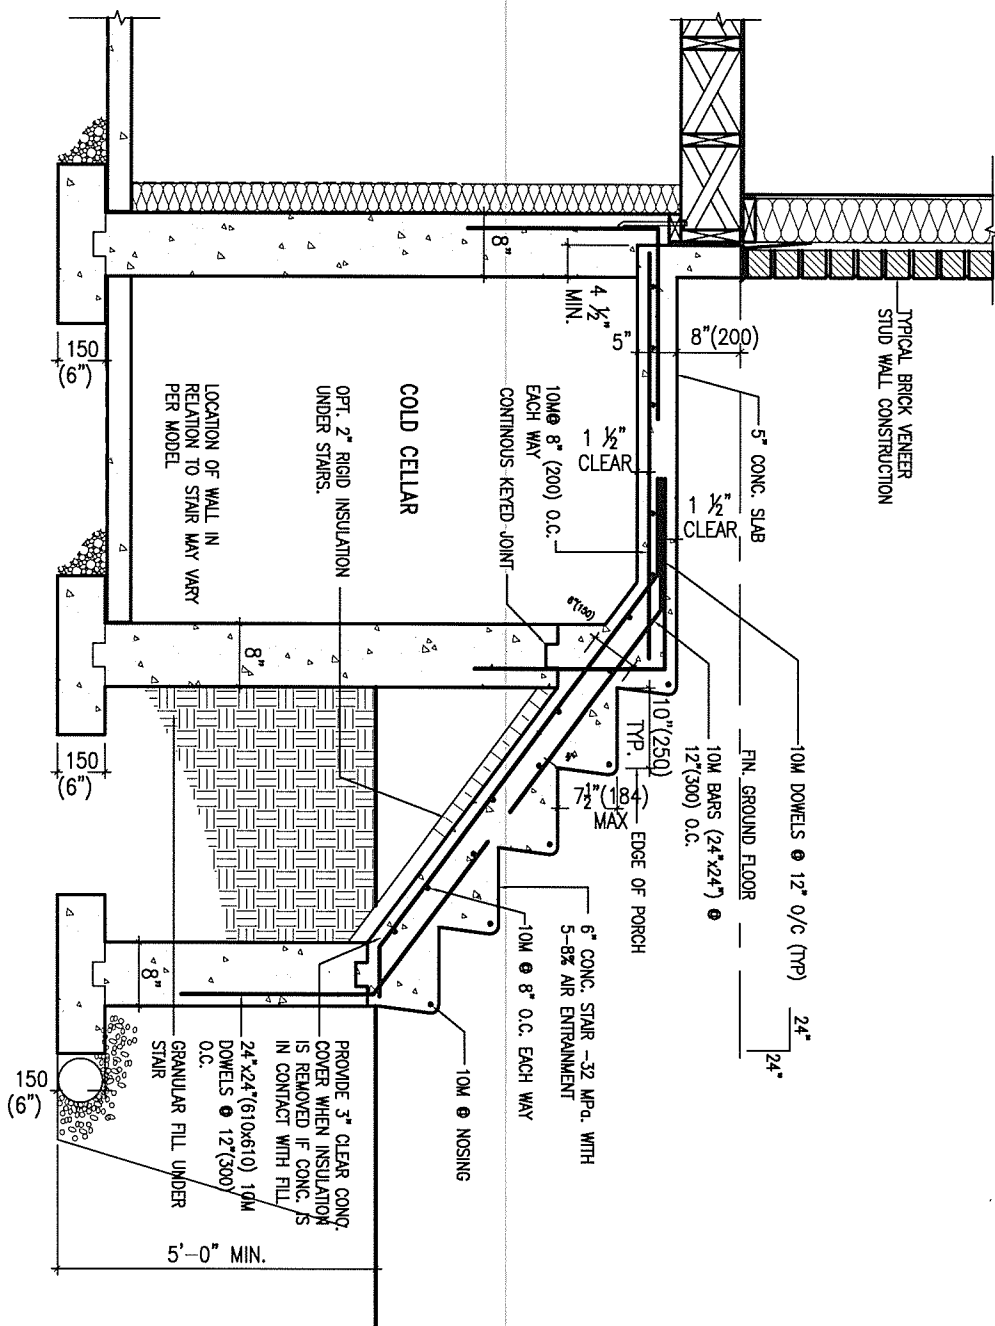 TYPICAL BRICK VENEER
STUD WALL CONSTRUCTION
5" CONC. SLAB
FIN. GROUND FLOOR
10M DOWELS @ 12" O/C (TYP)
24"
24"
8"(200)
1 ½"
CLEAR
10M BARS (24"x24") @
12"(300) O.C.
5"
4 ½"
MIN.
8"
1 ½"
CLEAR
10M@ 8" (200) O.C.
EACH WAY
CONTINOUS KEYED JOINT
6"(150)
10"(250)
TYP.
7½"(184)
MAX
EDGE OF PORCH
6" CONC. STAIR -32 MPa. WITH
5-8% AIR ENTRAINMENT
10M @ 8" O.C. EACH WAY
10M @ NOSING
COLD CELLAR
OPT. 2" RIGID INSULATION
UNDER STAIRS.
LOCATION OF WALL IN
RELATION TO STAIR MAY VARY
PER MODEL
8"
8"
PROVIDE 3" CLEAR CONC.
COVER WHEN INSULATION
IS REMOVED IF CONC. IS
IN CONTACT WITH FILL
24"x24"(610x610) 10M
DOWELS @ 12"(300)
O.C.
GRANULAR FILL UNDER
STAIR
150
(6")
150
(6")
150
(6")
5'-0" MIN.